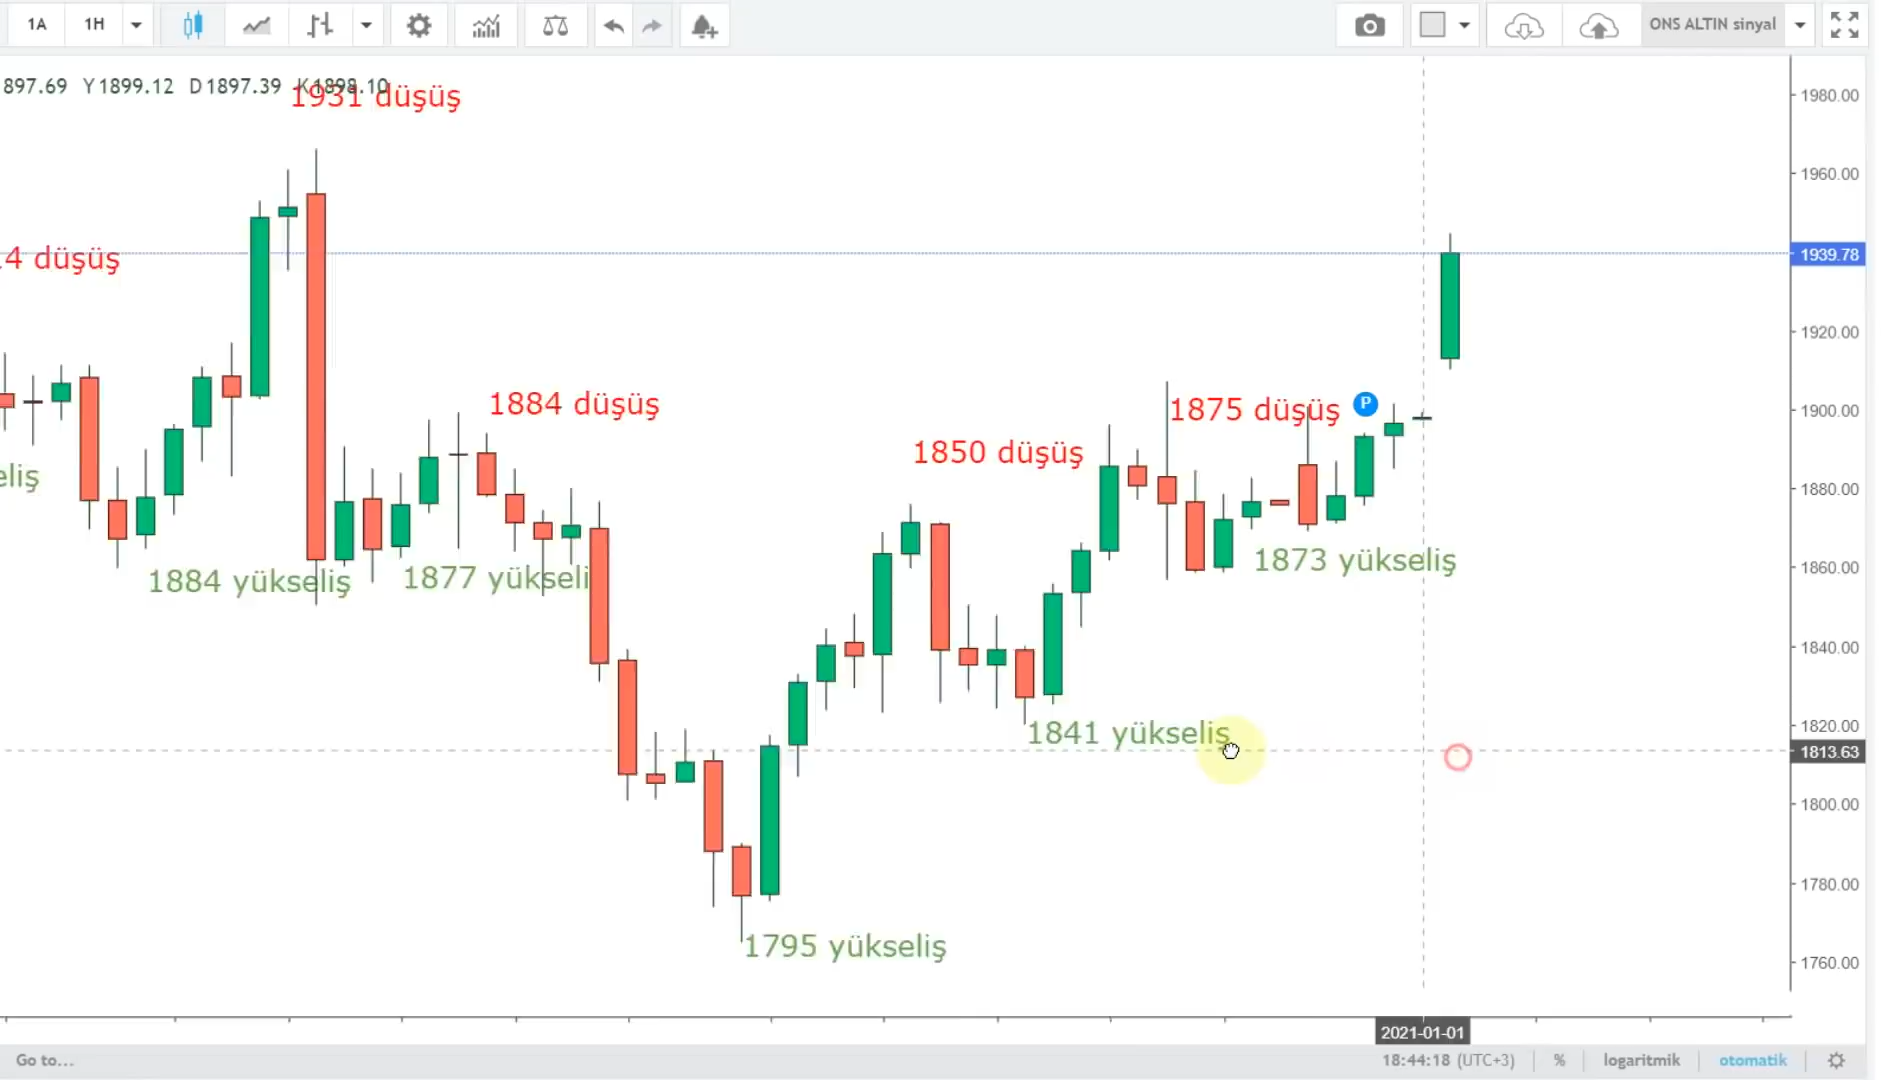 1A 1H ONS ALTIN sinyal
897.69 Y1899.12 D1897.39 K1898.10
1931 düşüş
4 düşüş
1884 düşüş
1875 düşüş
P
1850 düşüş
eliş
1884 yükseliş
1877 yükseli
1873 yükseliş
1841 yükseliş
1795 yükseliş
1980.00
1960.00
1939.78
1920.00
1900.00
1880.00
1860.00
1840.00
1820.00
1813.63
1800.00
1780.00
1760.00
2021-01-01
Go to... 18:44:18 (UTC+3) % logaritmik otomatik